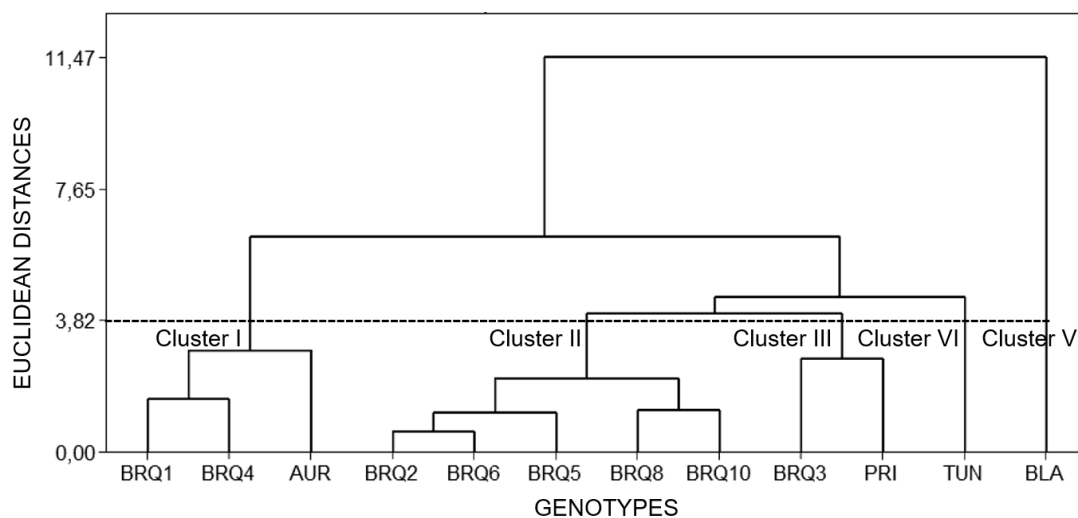 EUCLIDEAN DISTANCES
11,47
7,65
3,82
0,00
Cluster I
Cluster II
Cluster III
Cluster VI
Cluster V
BRQ1 BRQ4 AUR BRQ2 BRQ6 BRQ5 BRQ8 BRQ10 BRQ3 PRI TUN BLA
GENOTYPES